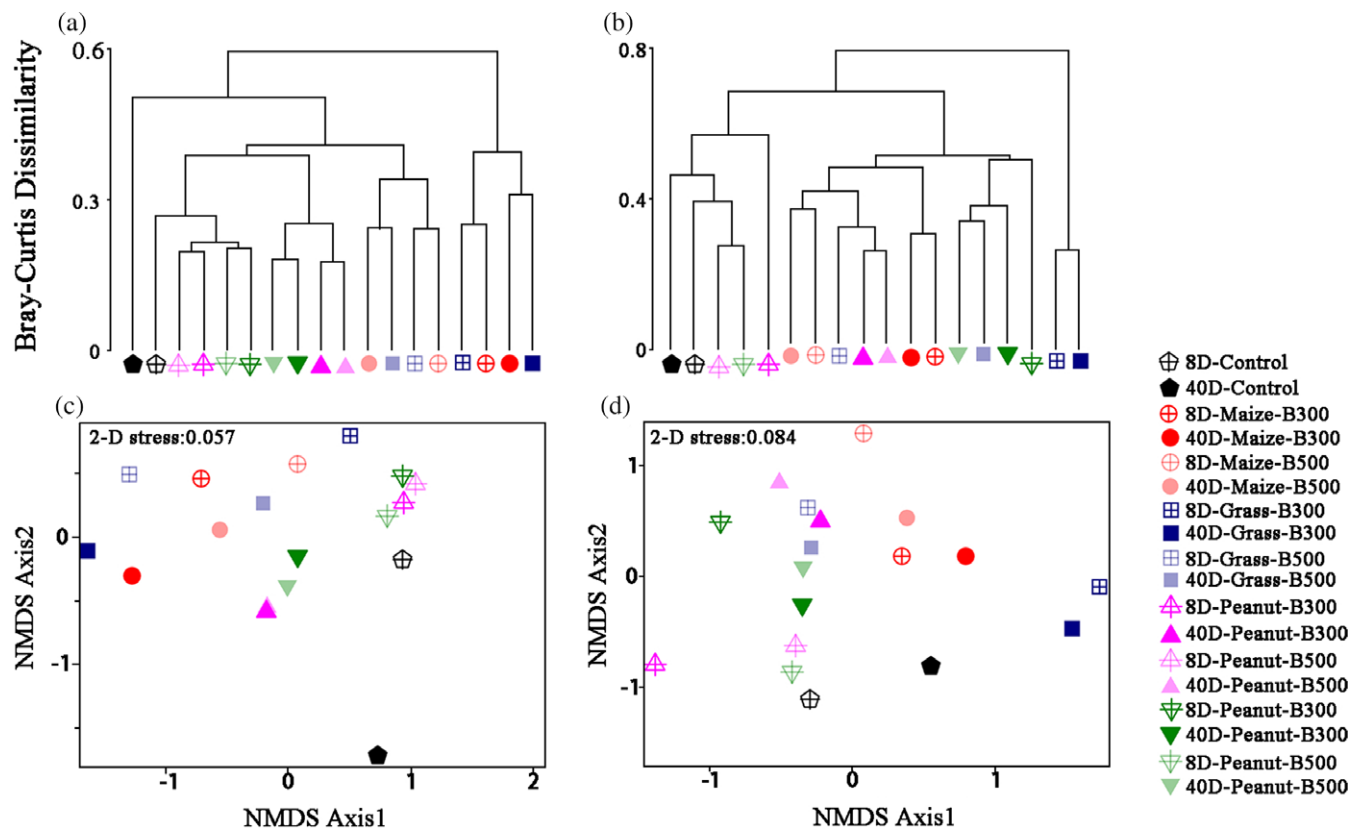 (a)
(b)
Bray-Curtis Dissimilarity
0.6
0.3
0
0.8
0.4
0
(c)
(d)
2-D stress:0.057
2-D stress:0.084
NMDS Axis2
0
-1
-1
0
1
2
NMDS Axis1
NMDS Axis2
1
0
-1
-1
0
1
NMDS Axis1
8D-Control
40D-Control
8D-Maize-B300
40D-Maize-B300
8D-Maize-B500
40D-Maize-B500
8D-Grass-B300
40D-Grass-B300
8D-Grass-B500
40D-Grass-B500
8D-Peanut-B300
40D-Peanut-B300
8D-Peanut-B500
40D-Peanut-B500
8D-Peanut-B300
40D-Peanut-B300
8D-Peanut-B500
40D-Peanut-B500